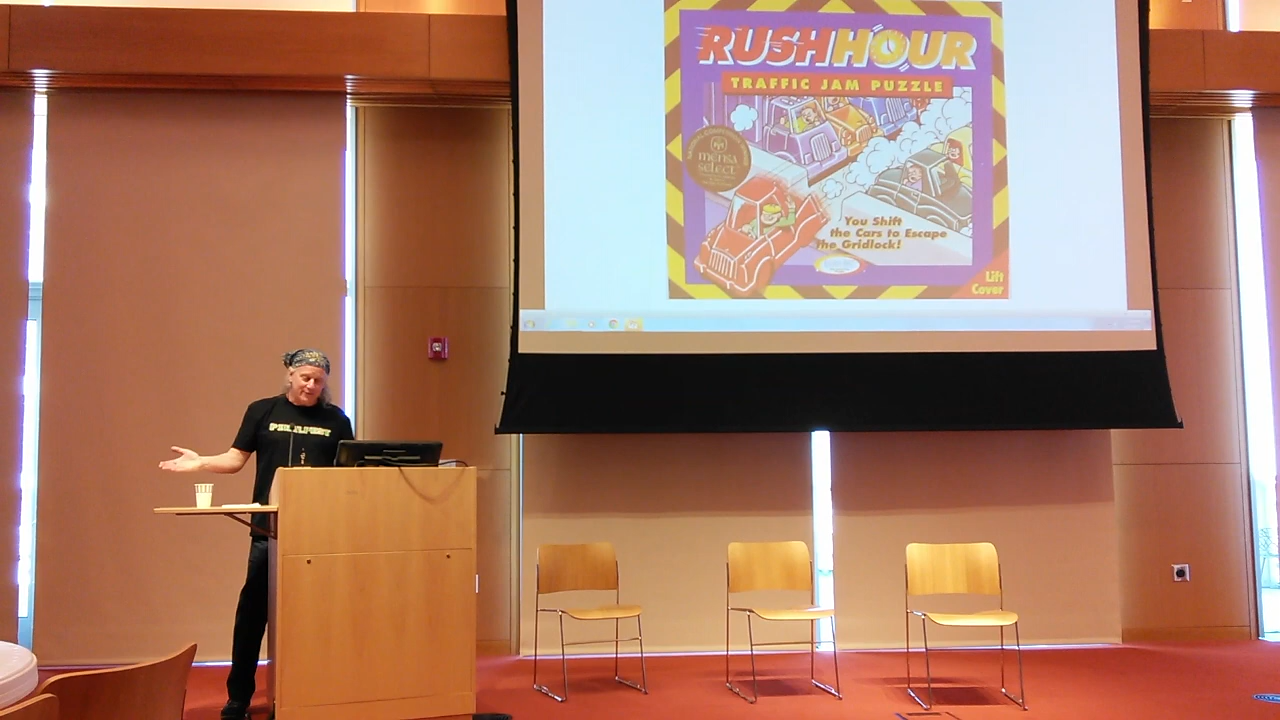 RUSH HOUR
TRAFFIC JAM PUZZLE
mensa
select
You Shift
the Cars to Escape
the Gridlock!
Lift
Cover